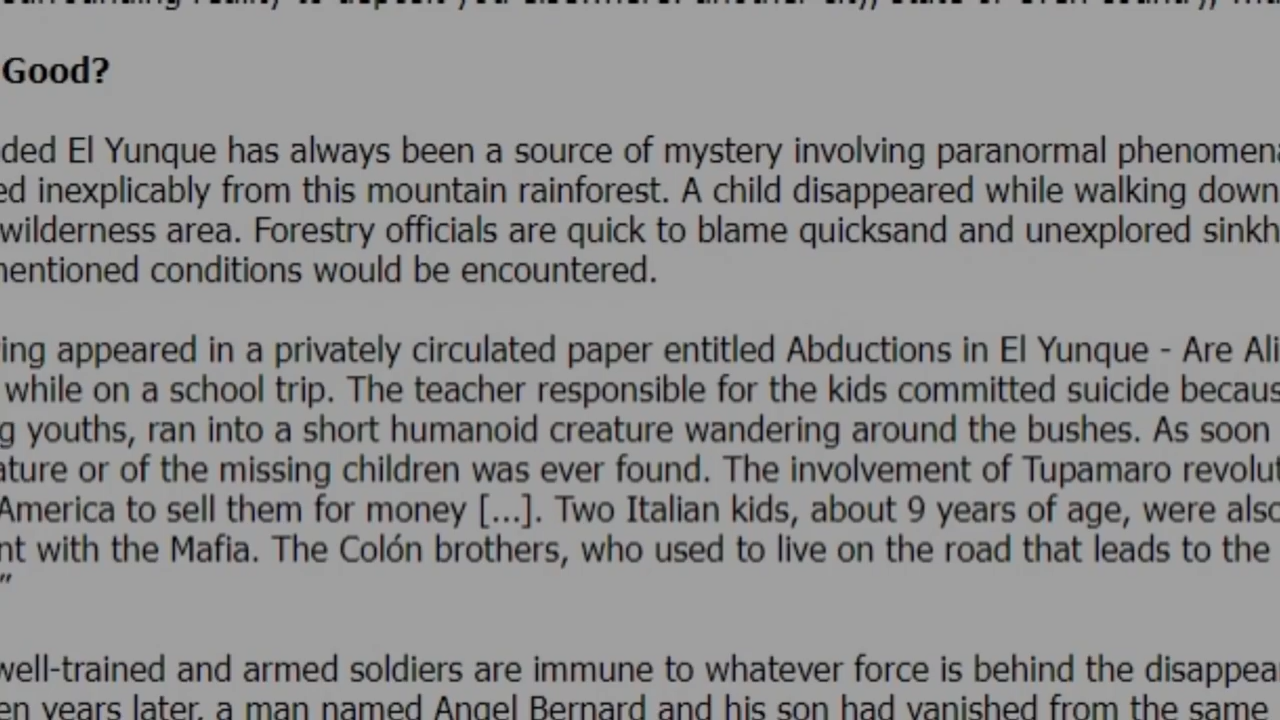 Good?
ded El Yunque has always been a source of mystery involving paranormal phenomena
ed inexplicably from this mountain rainforest. A child disappeared while walking down
wilderness area. Forestry officials are quick to blame quicksand and unexplored sinkh
mentioned conditions would be encountered.
ing appeared in a privately circulated paper entitled Abductions in El Yunque - Are Ali
while on a school trip. The teacher responsible for the kids committed suicide becaus
g youths, ran into a short humanoid creature wandering around the bushes. As soon
ature or of the missing children was ever found. The involvement of Tupamaro revolut
America to sell them for money [...]. Two Italian kids, about 9 years of age, were also
nt with the Mafia. The Colón brothers, who used to live on the road that leads to the
”
well-trained and armed soldiers are immune to whatever force is behind the disappear
en years later, a man named Angel Bernard and his son had vanished from the same